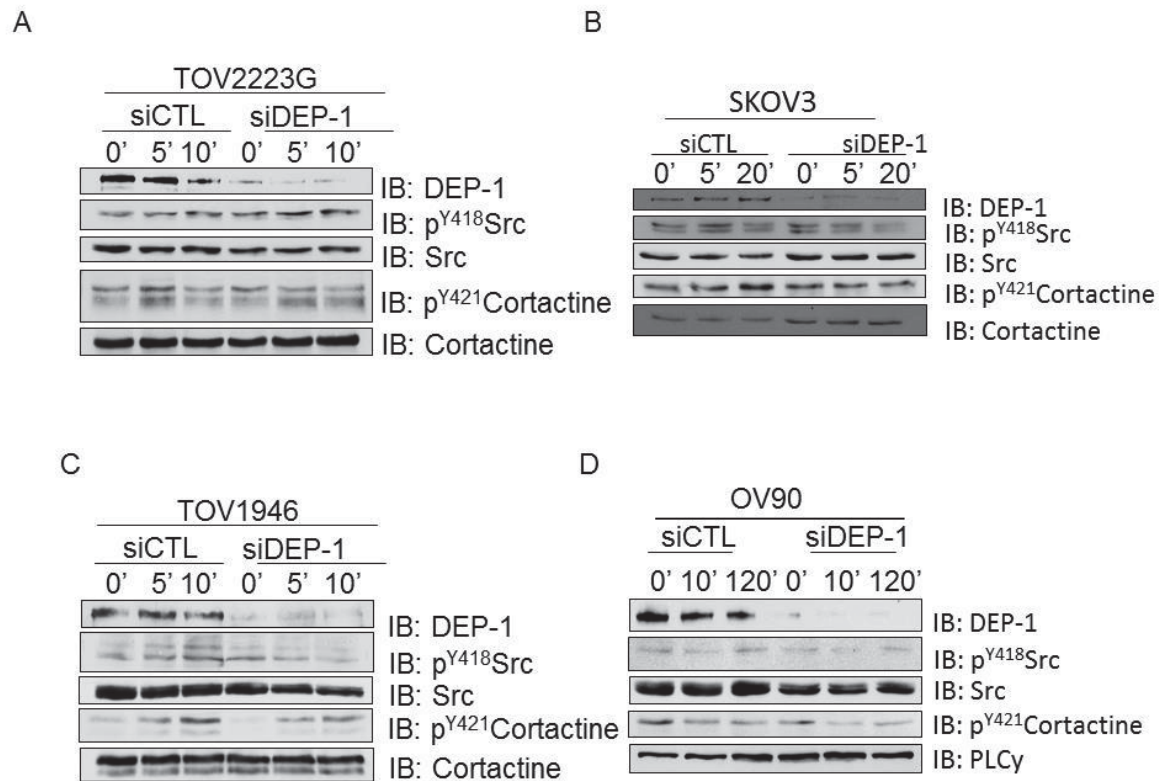 A
TOV2223G
siCTL siDEP-1
0' 5' 10' 0' 5' 10'
IB: DEP-1
IB: pY418Src
IB: Src
IB: pY421Cortactine
IB: Cortactine
B
SKOV3
siCTL siDEP-1
0' 5' 20' 0' 5' 20'
IB: DEP-1
IB: pY418Src
IB: Src
IB: pY421Cortactine
IB: Cortactine
C
TOV1946
siCTL siDEP-1
0' 5' 10' 0' 5' 10'
IB: DEP-1
IB: pY418Src
IB: Src
IB: pY421Cortactine
IB: Cortactine
D
OV90
siCTL siDEP-1
0' 10' 120' 0' 10' 120'
IB: DEP-1
IB: pY418Src
IB: Src
IB: pY421Cortactine
IB: PLCy